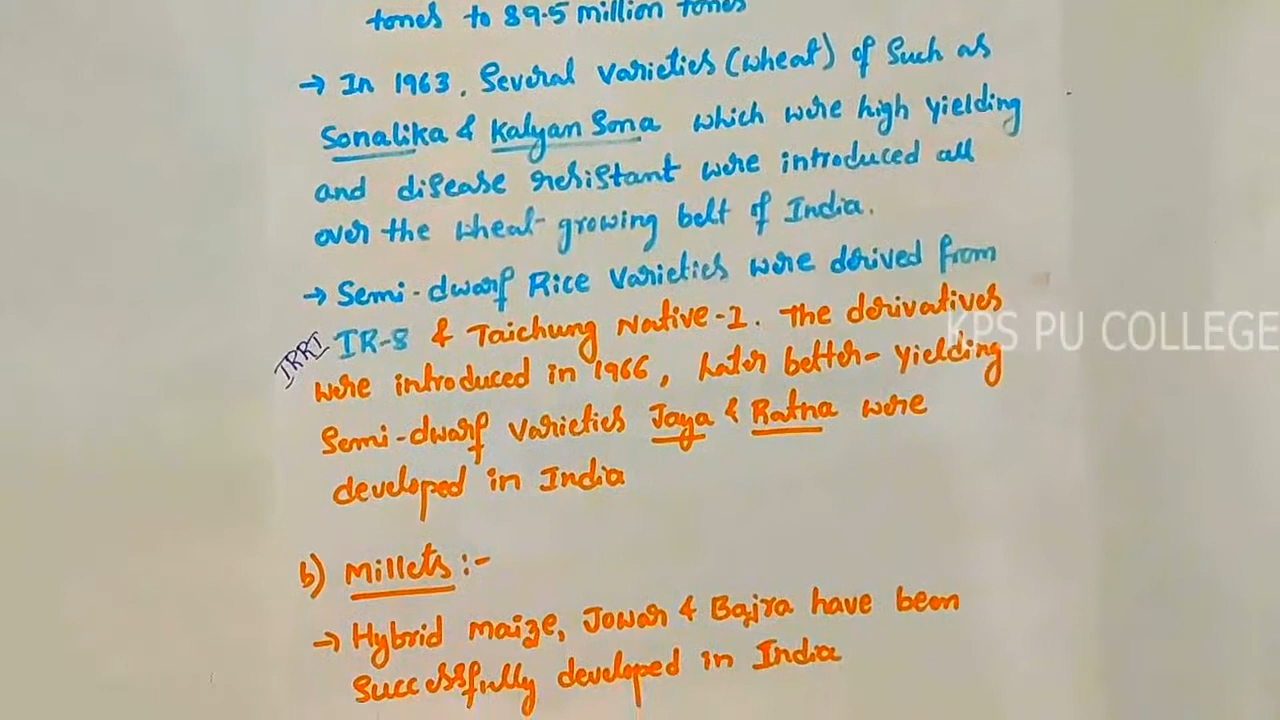 tones to 89.5 million tones
→ In 1963, Several varieties (wheat) of Such as
Sonalika & Kalyan Sona which were high yielding
and disease resistant were introduced all
over the wheat-growing belt of India.
→ Semi-dwarf Rice Varieties were derived from
IRRI IR-8 & Taichung Native-1. The derivatives
were introduced in 1966, Later better-yielding
Semi-dwarf varieties Jaya & Ratna were
developed in India
KPS PU COLLEGE
b) Millets:-
→ Hybrid maize, Jowar & Bajra have been
Successfully developed in India